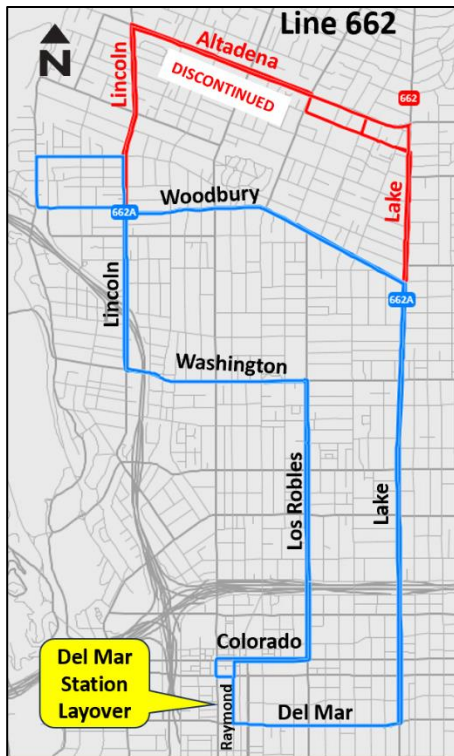 Line 662
N
Lincoln
Altadena
DISCONTINUED
662
Lake
Woodbury
662A
662A
Lincoln
Washington
Los Robles
Lake
Colorado
Del Mar
Station
Layover
Raymond
Del Mar